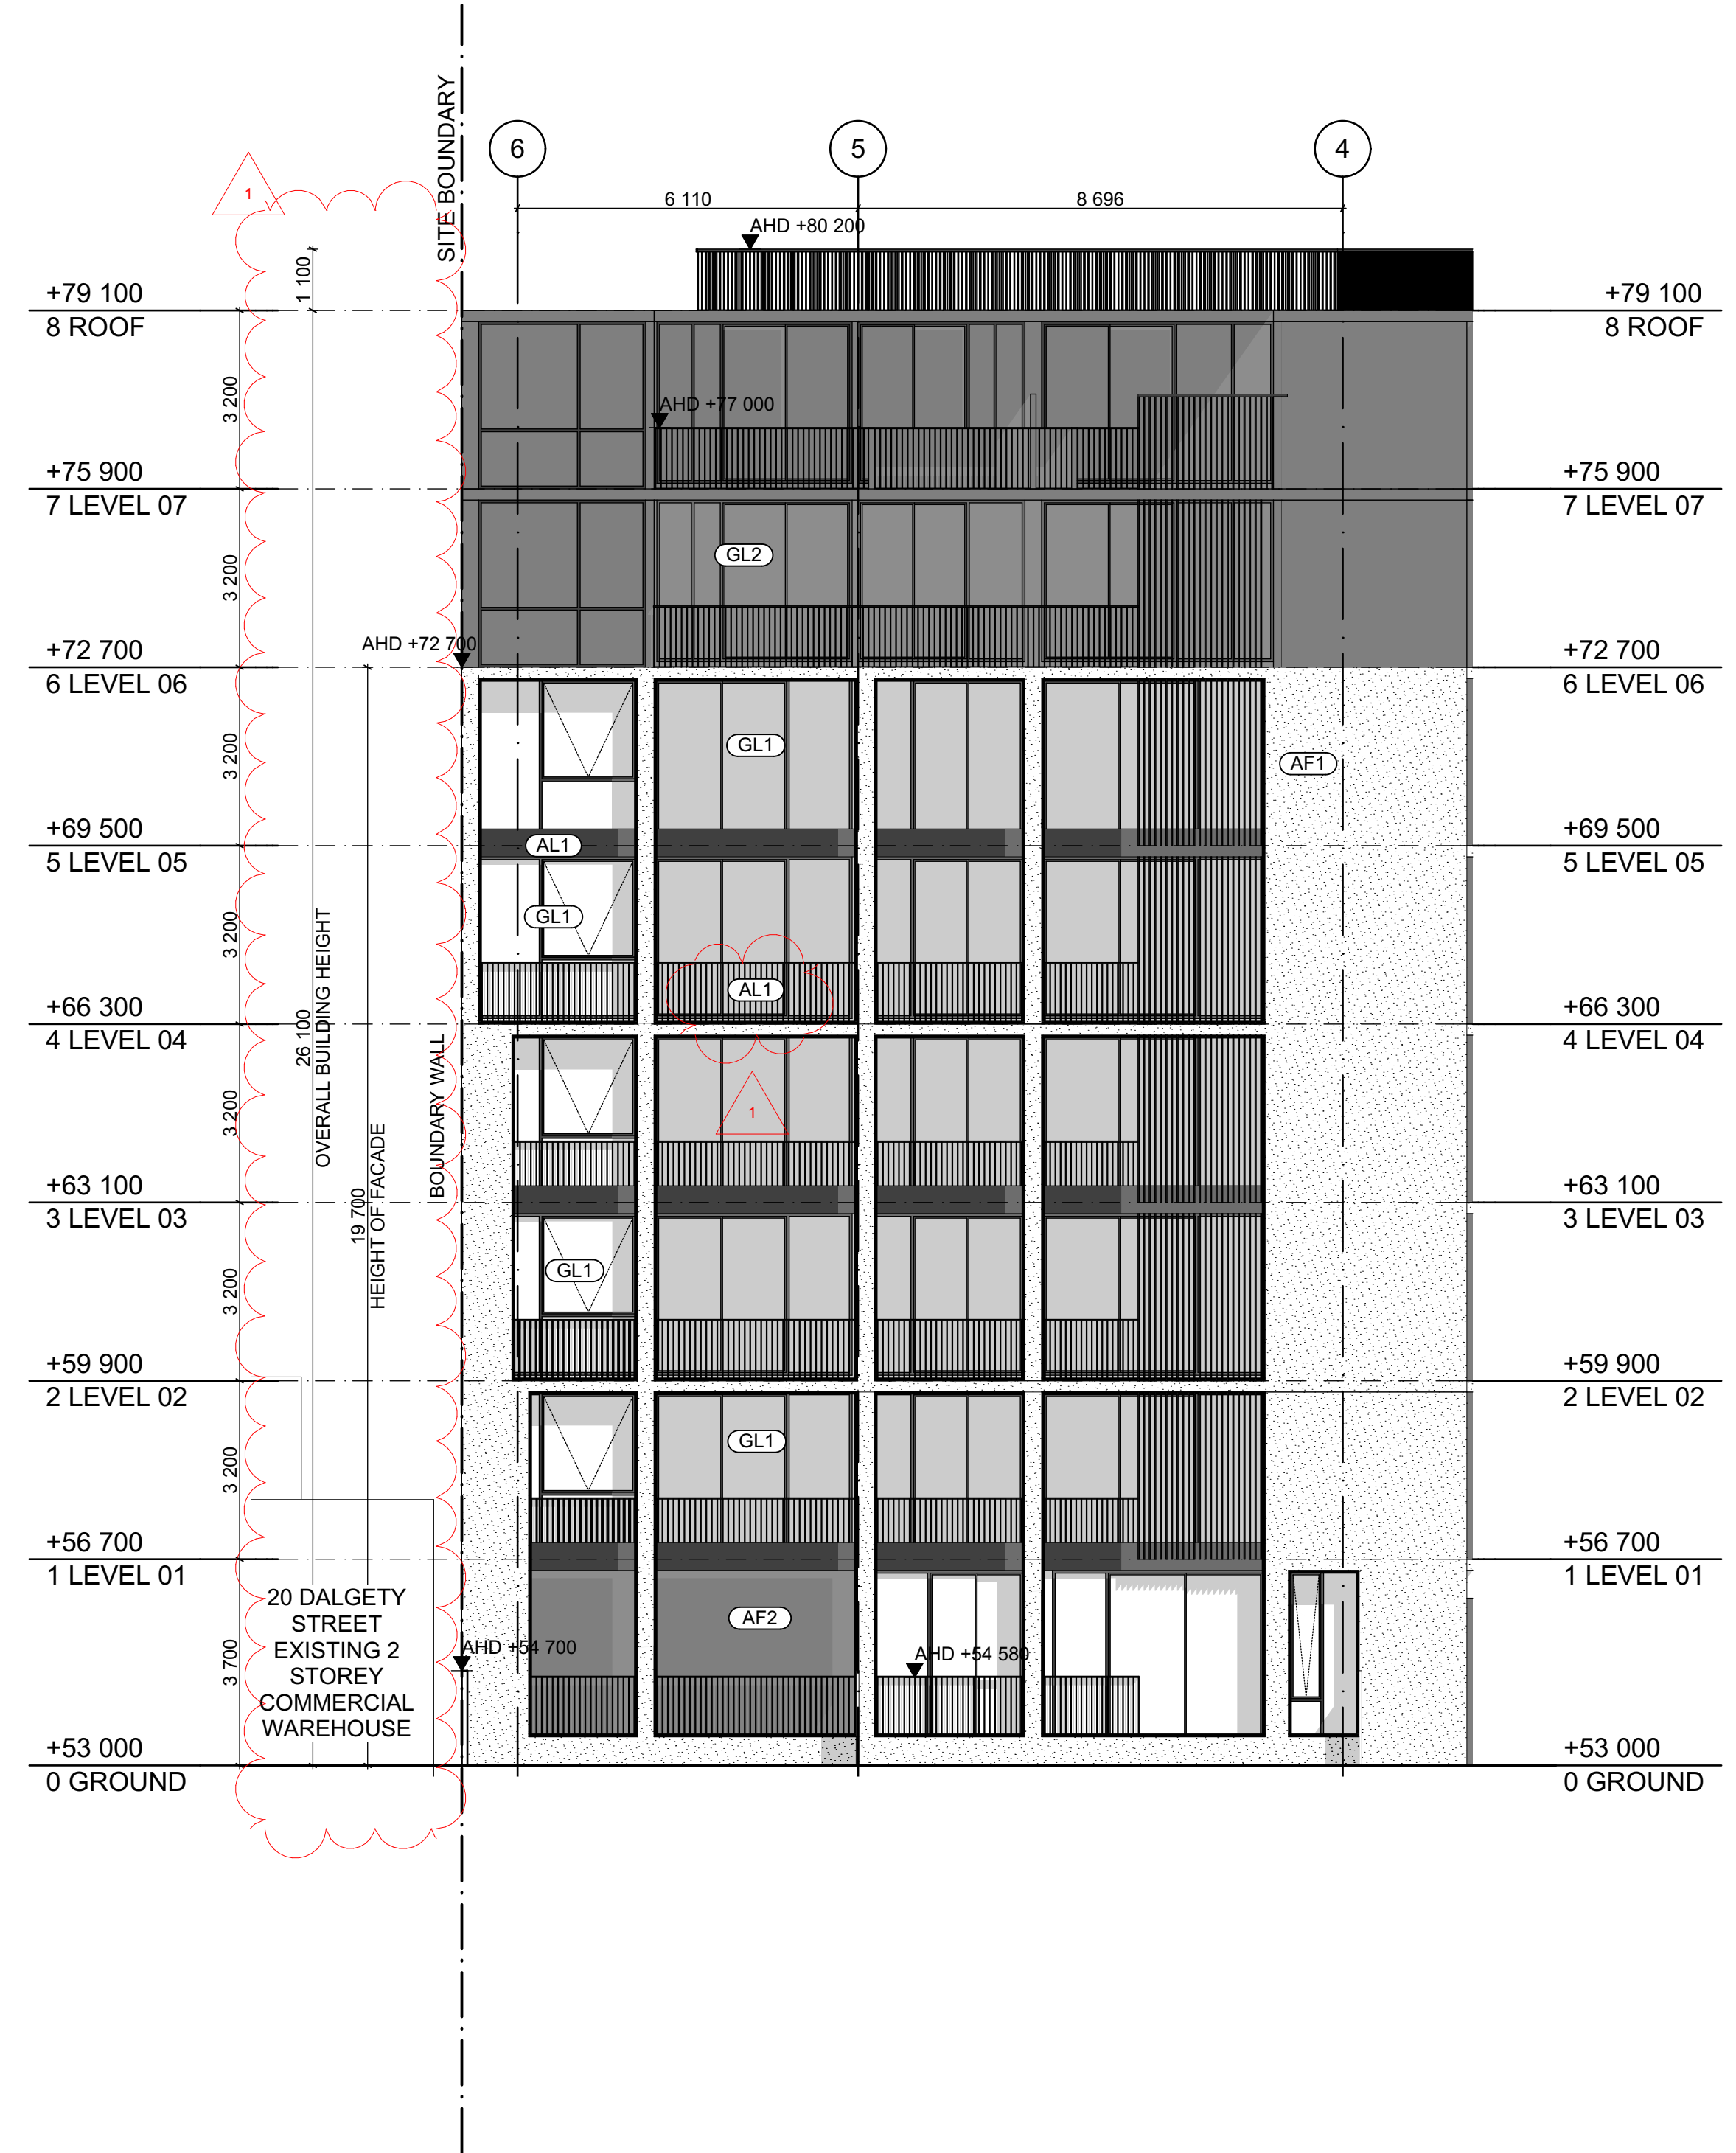 SITE BOUNDARY
6
5
4
1
6 110
8 696
AHD +80 200
1 100
+79 100
8 ROOF
+79 100
8 ROOF
3 200
AHD +77 000
+75 900
7 LEVEL 07
+75 900
7 LEVEL 07
GL2
3 200
AHD +72 700
+72 700
6 LEVEL 06
+72 700
6 LEVEL 06
GL1
AF1
3 200
+69 500
5 LEVEL 05
AL1
+69 500
5 LEVEL 05
GL1
3 200
AL1
+66 300
4 LEVEL 04
+66 300
4 LEVEL 04
26 100
OVERALL BUILDING HEIGHT
BOUNDARY WALL
1
3 200
+63 100
3 LEVEL 03
+63 100
3 LEVEL 03
19 700
HEIGHT OF FACADE
GL1
3 200
+59 900
2 LEVEL 02
+59 900
2 LEVEL 02
GL1
3 200
+56 700
1 LEVEL 01
+56 700
1 LEVEL 01
20 DALGETY
STREET
EXISTING 2
STOREY
COMMERCIAL
WAREHOUSE
AF2
AHD +54 700
AHD +54 580
3 700
+53 000
0 GROUND
+53 000
0 GROUND